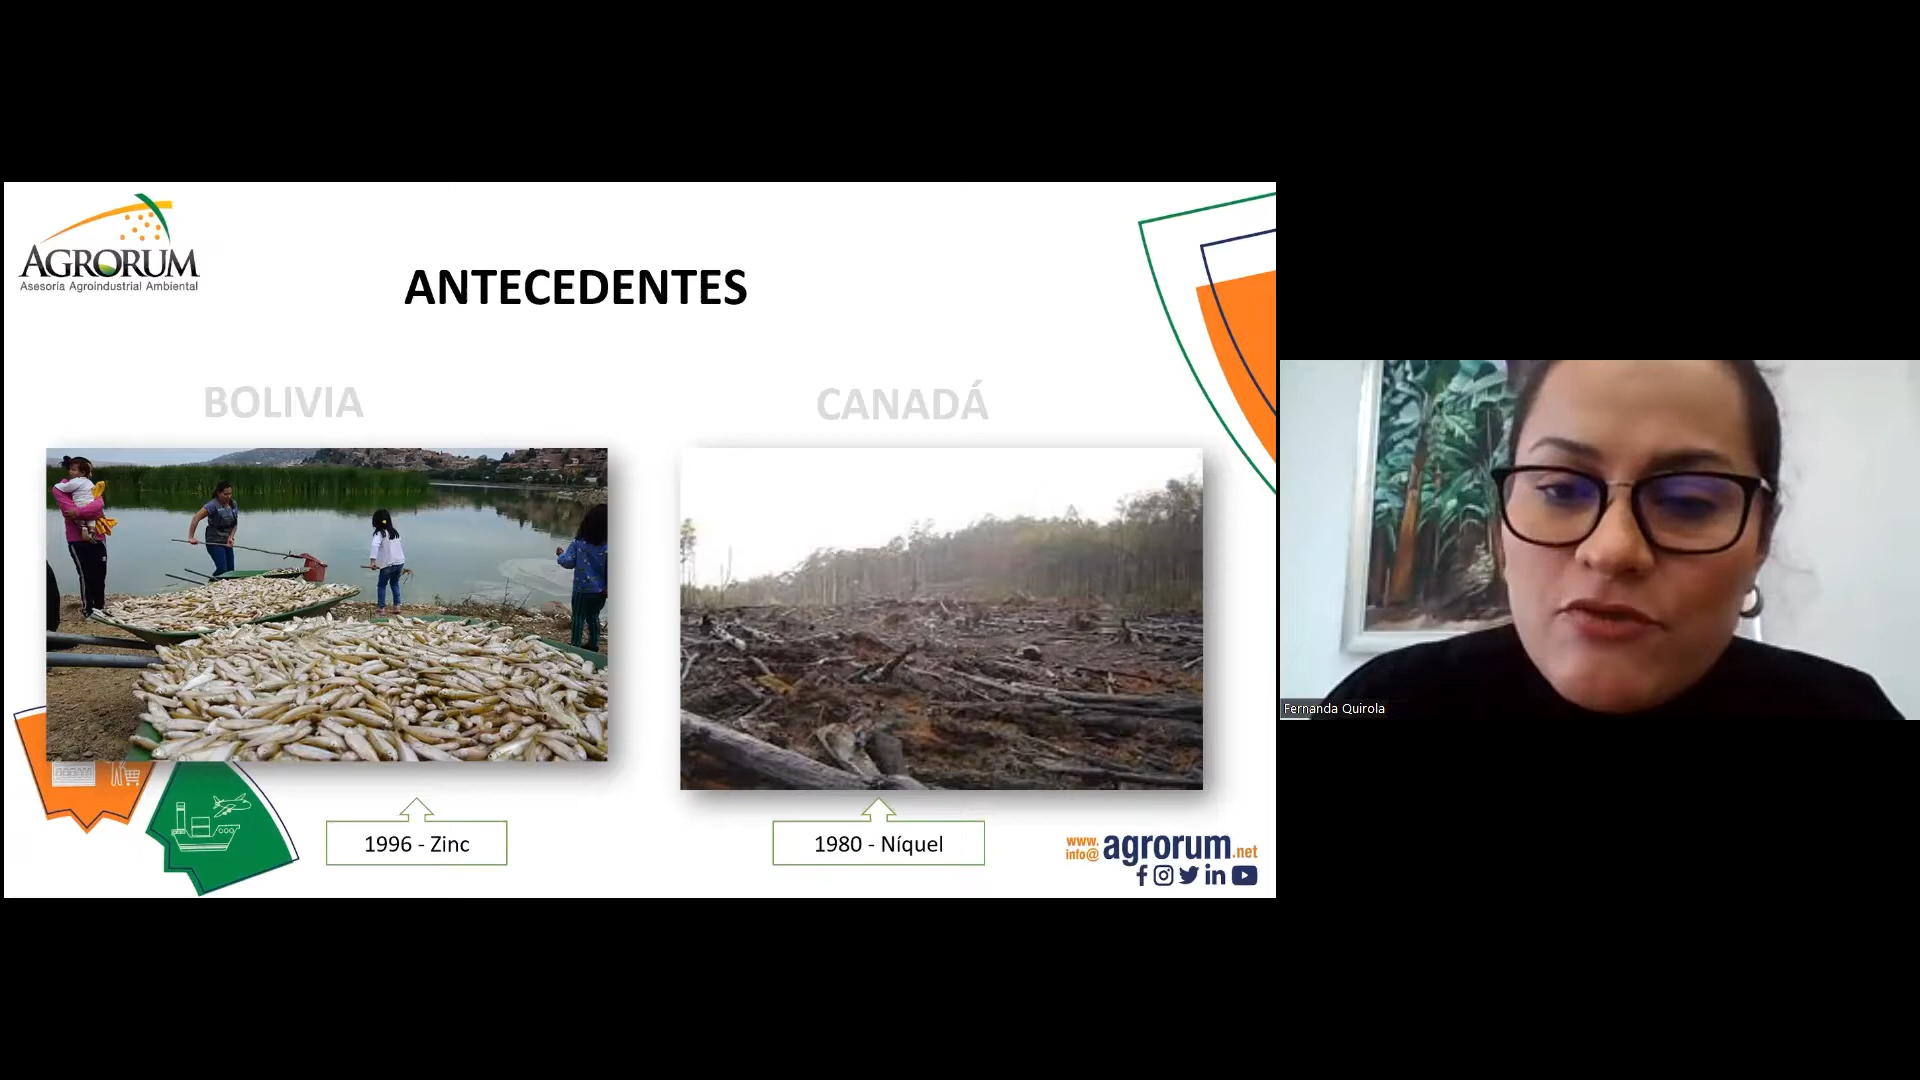 AGRORUM
Asesoría Agroindustrial Ambiental
ANTECEDENTES
BOLIVIA
CANADÁ
1996 - Zinc
1980 - Níquel
www.
info@ agrorum.net
Fernanda Quirola